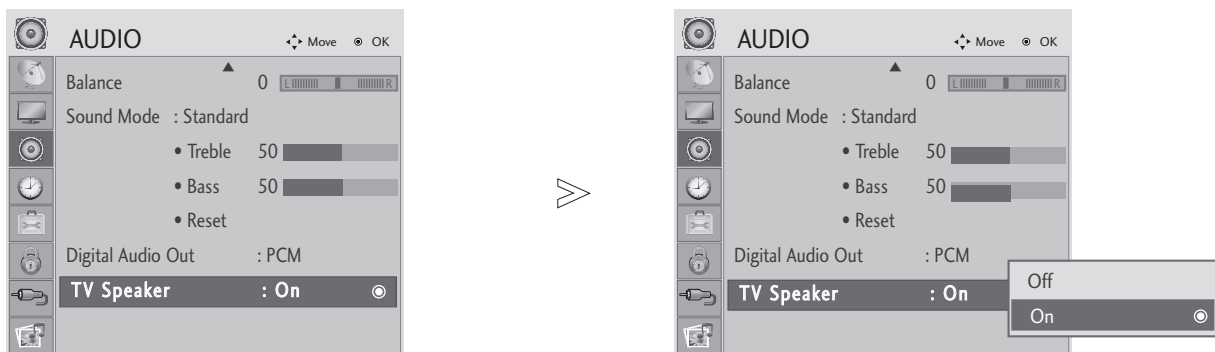 AUDIO Move OK
Balance 0 L R
Sound Mode : Standard
• Treble 50
• Bass 50
• Reset
Digital Audio Out : PCM
TV Speaker : On
AUDIO Move OK
Balance 0 L R
Sound Mode : Standard
• Treble 50
• Bass 50
• Reset
Digital Audio Out : PCM
TV Speaker : On
Off
On